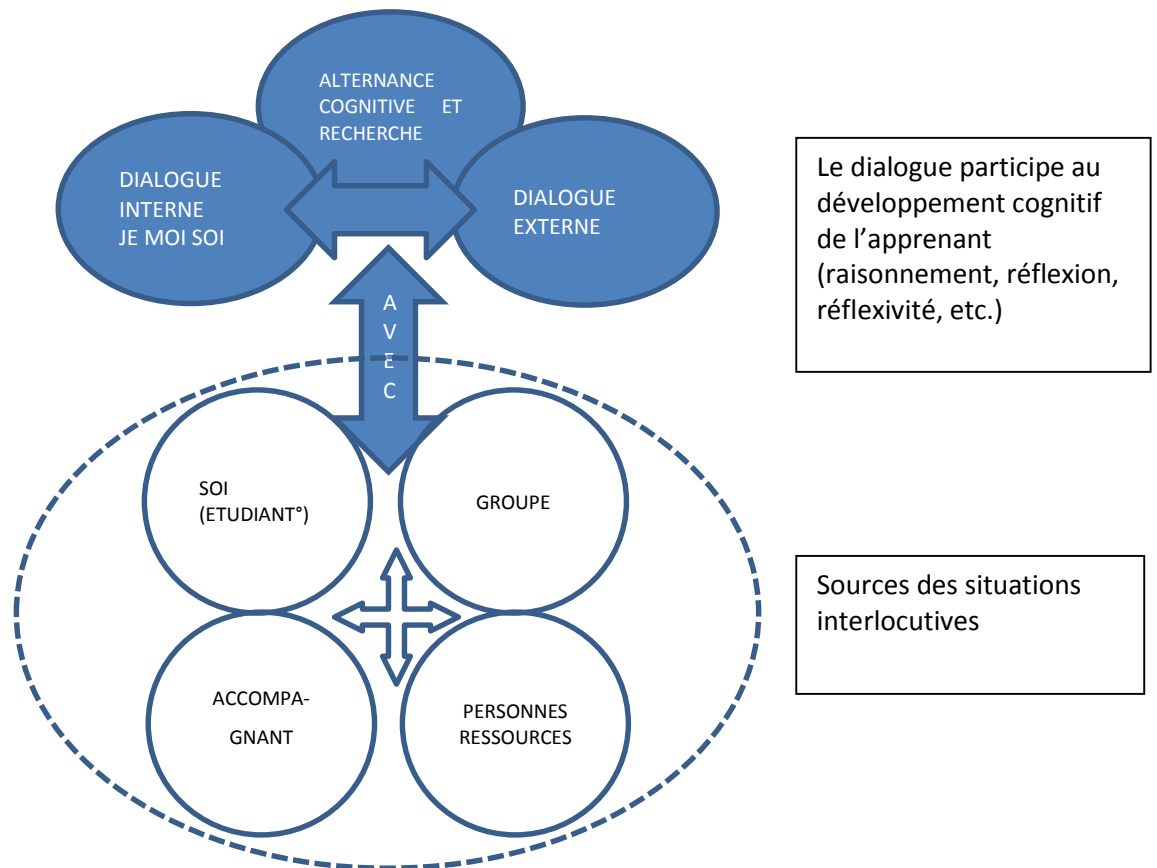 ALTERNANCE
COGNITIVE ET
RECHERCHE
DIALOGUE
INTERNE
JE MOI SOI
DIALOGUE
EXTERNE
Le dialogue participe au
développement cognitif
de l’apprenant
(raisonnement, réflexion,
réflexivité, etc.)
A
V
E
C
SOI
(ETUDIANT°)
GROUPE
ACCOMPA-
GNANT
PERSONNES
RESSOURCES
Sources des situations
interlocutives